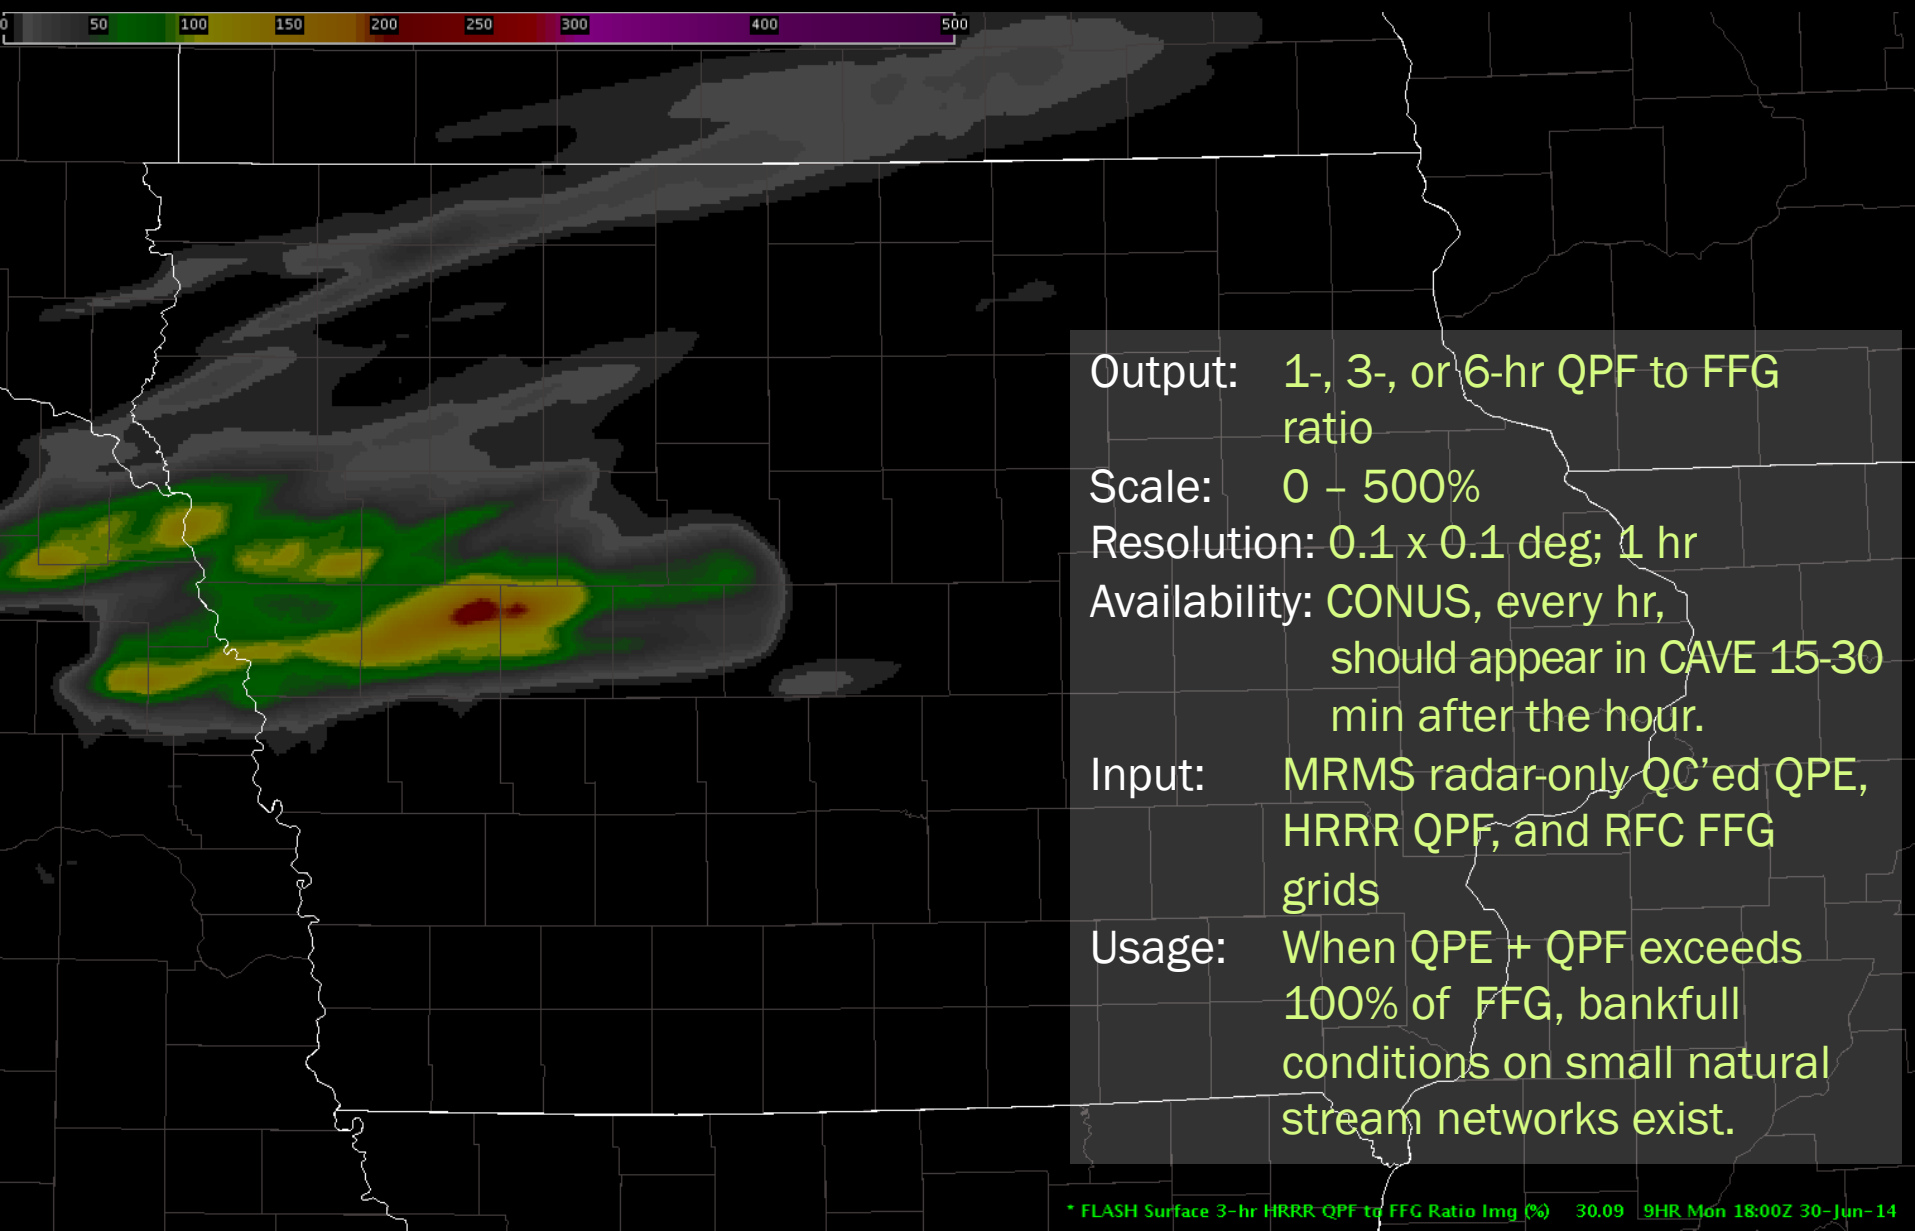 0 50 100 150 200 250 300 400 500
Output: 1-, 3-, or 6-hr QPF to FFG
ratio
Scale: 0 – 500%
Resolution: 0.1 x 0.1 deg; 1 hr
Availability: CONUS, every hr,
should appear in CAVE 15-30
min after the hour.
Input: MRMS radar-only QC’ed QPE,
HRRR QPF, and RFC FFG
grids
Usage: When QPE + QPF exceeds
100% of FFG, bankfull
conditions on small natural
stream networks exist.
* FLASH Surface 3-hr HRRR QPF to FFG Ratio Img (%) 30.09 9HR Mon 18:00Z 30-Jun-14